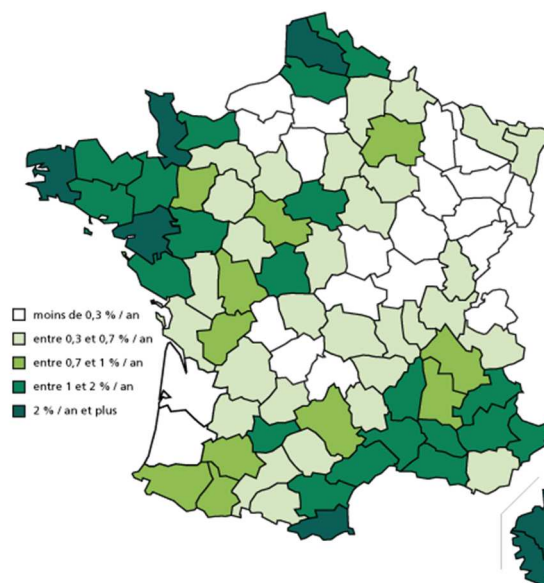 moins de 0,3 % / an
entre 0,3 et 0,7 % / an
entre 0,7 et 1 % / an
entre 1 et 2 % / an
2 % / an et plus